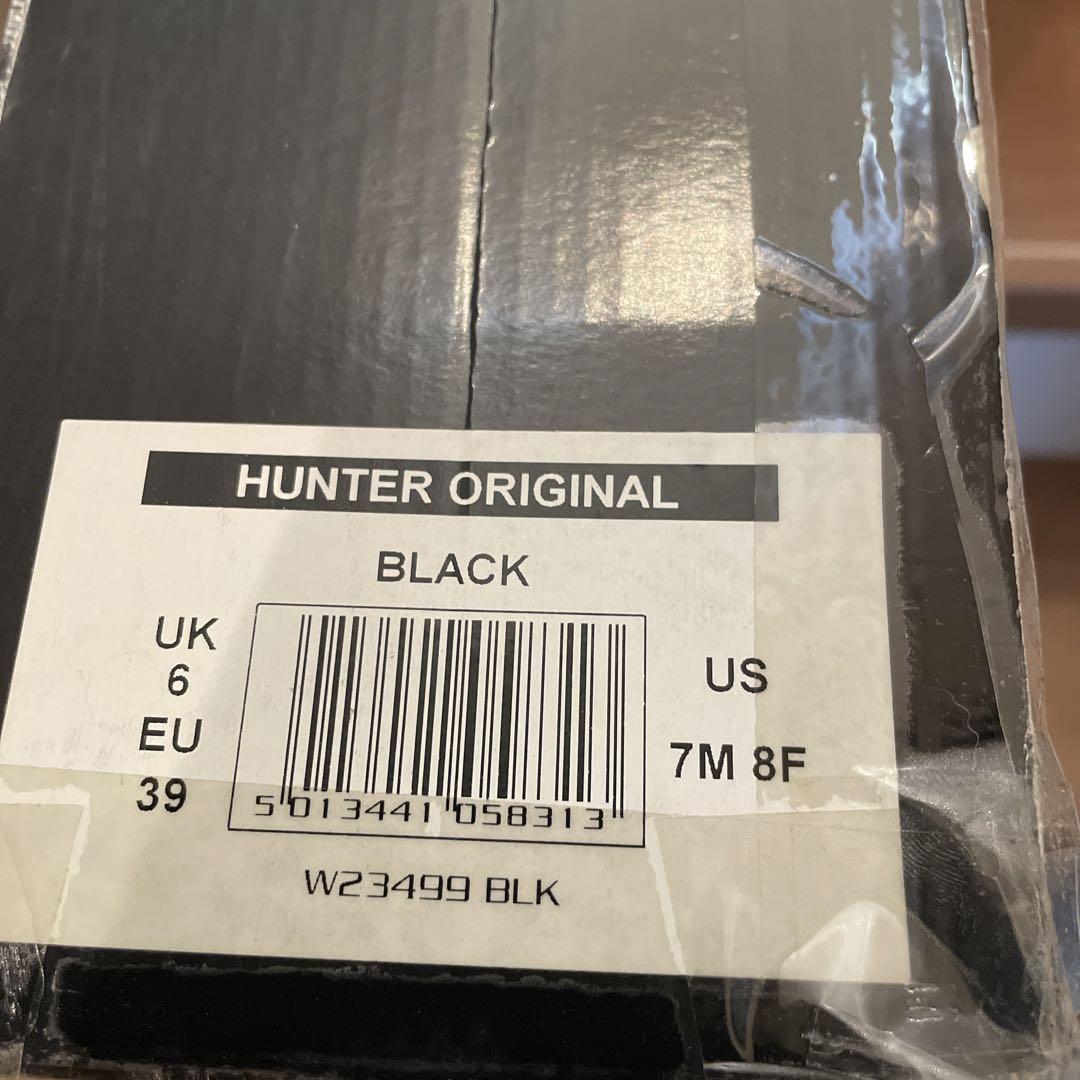 HUNTER ORIGINAL
BLACK
UK
6
EU
39
5 013441 058313
US
7M 8F
W23499 BLK